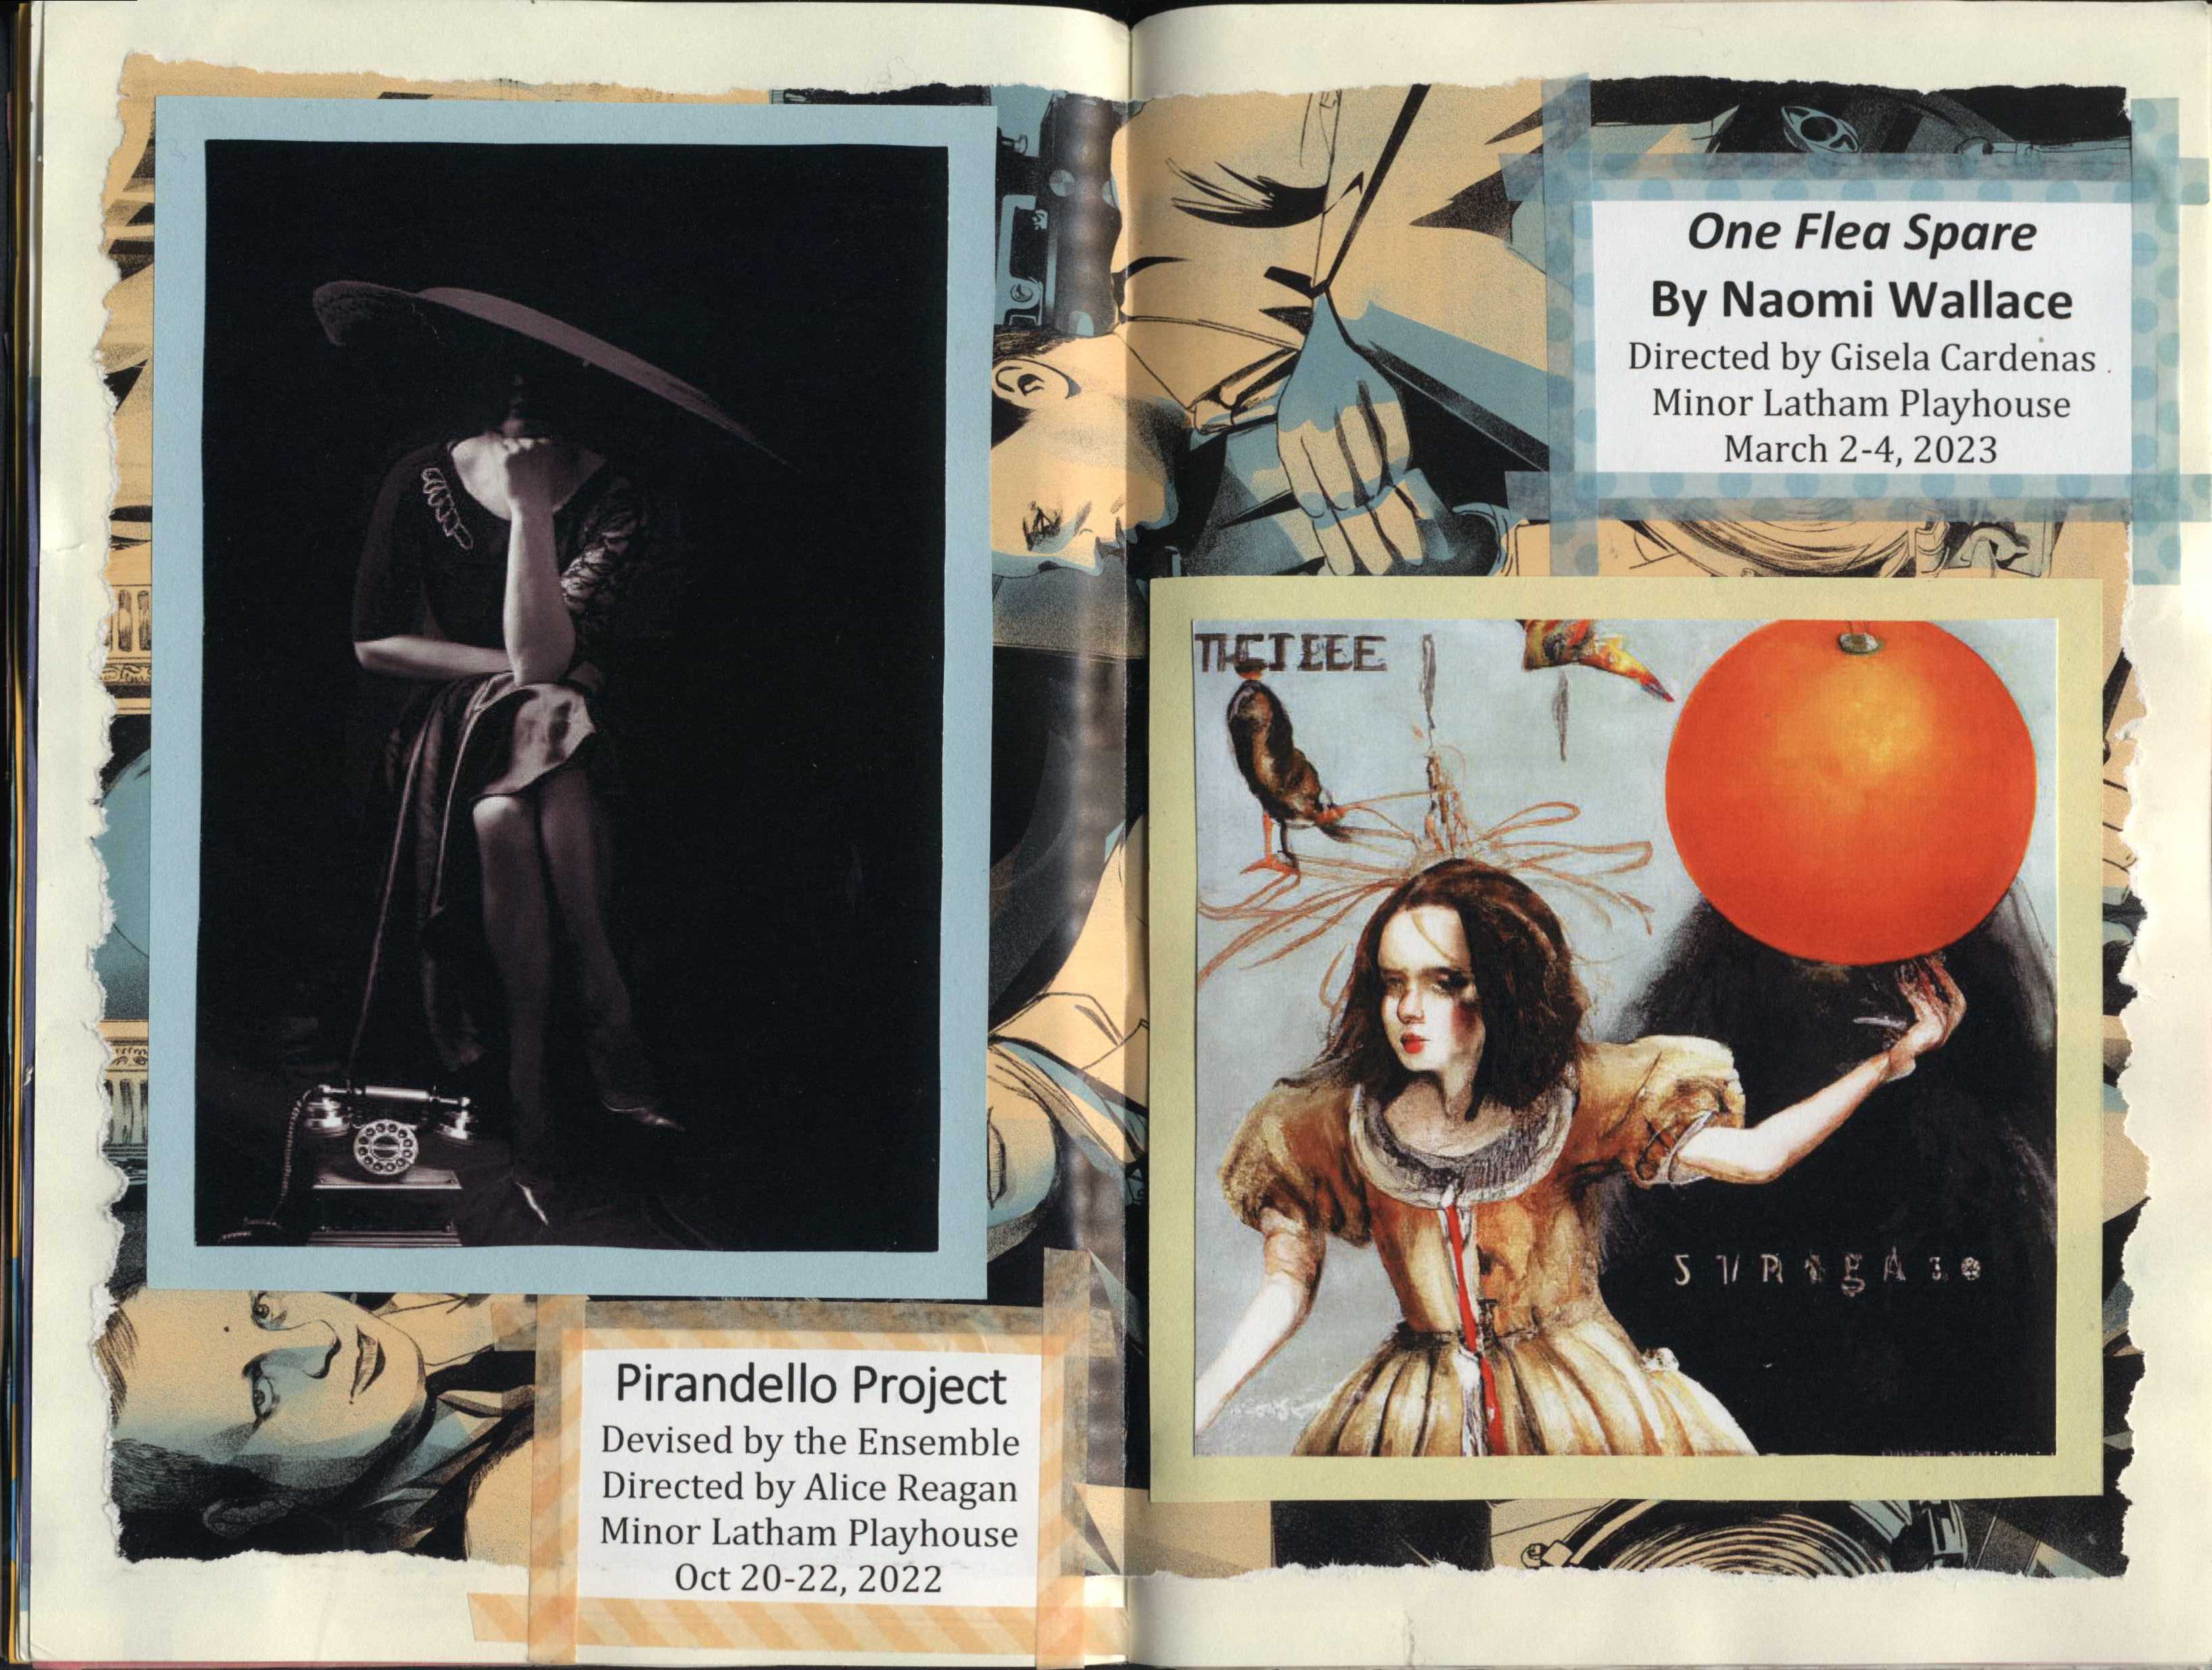 Pirandello Project
Devised by the Ensemble
Directed by Alice Reagan
Minor Latham Playhouse
Oct 20-22, 2022
One Flea Spare
By Naomi Wallace
Directed by Gisela Cardenas
Minor Latham Playhouse
March 2-4, 2023